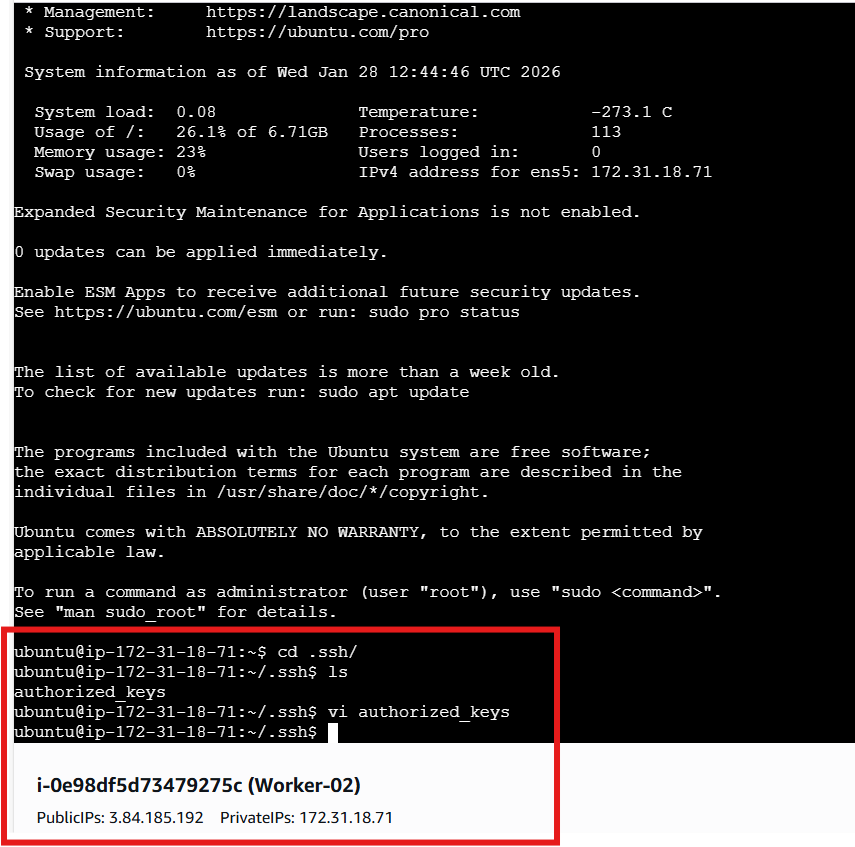 * Management:     https://landscape.canonical.com
* Support:        https://ubuntu.com/pro
System information as of Wed Jan 28 12:44:46 UTC 2026
System load:  0.08               Temperature:           -273.1 C
Usage of /:   26.1% of 6.71GB   Processes:             113
Memory usage: 23%               Users logged in:       0
Swap usage:   0%                IPv4 address for ens5: 172.31.18.71
Expanded Security Maintenance for Applications is not enabled.
0 updates can be applied immediately.
Enable ESM Apps to receive additional future security updates.
See https://ubuntu.com/esm or run: sudo pro status
The list of available updates is more than a week old.
To check for new updates run: sudo apt update
The programs included with the Ubuntu system are free software;
the exact distribution terms for each program are described in the
individual files in /usr/share/doc/*/copyright.
Ubuntu comes with ABSOLUTELY NO WARRANTY, to the extent permitted by
applicable law.
To run a command as administrator (user "root"), use "sudo <command>".
See "man sudo_root" for details.
ubuntu@ip-172-31-18-71:~$ cd .ssh/
ubuntu@ip-172-31-18-71:~/.ssh$ ls
authorized_keys
ubuntu@ip-172-31-18-71:~/.ssh$ vi authorized_keys
ubuntu@ip-172-31-18-71:~/.ssh$
i-0e98df5d73479275c (Worker-02)
PublicIPs: 3.84.185.192    PrivateIPs: 172.31.18.71